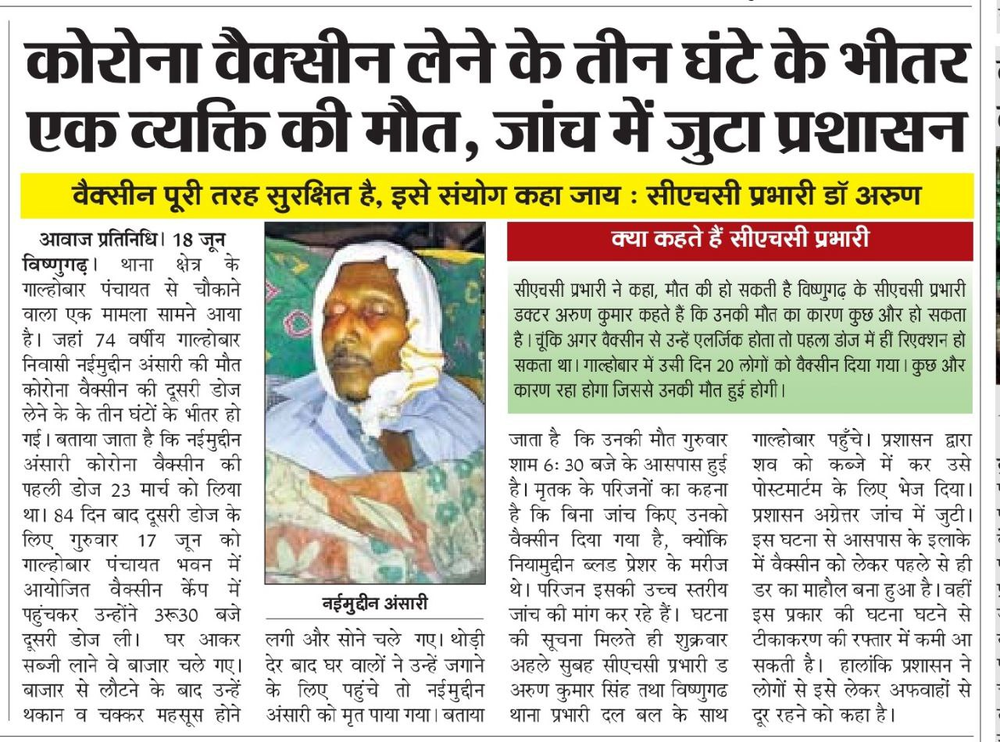 कोरोना वैक्सीन लेने के तीन घंटे के भीतर
एक व्यक्ति की मौत, जांच में जुटा प्रशासन
वैक्सीन पूरी तरह सुरक्षित है, इसे संयोग कहा जाय : सीएचसी प्रभारी डॉ अरुण
आवाज प्रतिनिधि। 18 जून
विष्णुगढ़। थाना क्षेत्र के
गाल्होबार पंचायत से चौकाने
वाला एक मामला सामने आया
है। जहां 74 वर्षीय गाल्होबार
निवासी नईमुद्दीन अंसारी की मौत
कोरोना वैक्सीन की दूसरी डोज
लेने के के तीन घंटों के भीतर हो
गई। बताया जाता है कि नईमुद्दीन
अंसारी कोरोना वैक्सीन की
पहली डोज 23 मार्च को लिया
था। 84 दिन बाद दूसरी डोज के
लिए गुरुवार 17 जून को
गाल्होबार पंचायत भवन में
आयोजित वैक्सीन कैंप में
पहुंचकर उन्होंने 3रू30 बजे
दूसरी डोज ली। घर आकर
सब्जी लाने वे बाजार चले गए।
बाजार से लौटने के बाद उन्हें
थकान व चक्कर महसूस होने
नईमुद्दीन अंसारी
लगी और सोने चले गए। थोड़ी
देर बाद घर वालों ने उन्हें जगाने
के लिए पहुंचे तो नईमुद्दीन
अंसारी को मृत पाया गया। बताया
क्या कहते हैं सीएचसी प्रभारी
सीएचसी प्रभारी ने कहा, मौत की हो सकती है विष्णुगढ़ के सीएचसी प्रभारी
डक्टर अरुण कुमार कहते हैं कि उनकी मौत का कारण कुछ और हो सकता
है। चूंकि अगर वैक्सीन से उन्हें एलर्जिक होता तो पहला डोज में हीं रिएक्शन हो
सकता था। गाल्होबार में उसी दिन 20 लोगों को वैक्सीन दिया गया। कुछ और
कारण रहा होगा जिससे उनकी मौत हुई होगी।
जाता है कि उनकी मौत गुरुवार
शाम 6: 30 बजे के आसपास हुई
है। मृतक के परिजनों का कहना
है कि बिना जांच किए उनको
वैक्सीन दिया गया है, क्योंकि
नियामुद्दीन ब्लड प्रेशर के मरीज
थे। परिजन इसकी उच्च स्तरीय
जांच की मांग कर रहे हैं। घटना
की सूचना मिलते ही शुक्रवार
अहले सुबह सीएचसी प्रभारी ड
अरुण कुमार सिंह तथा विष्णुगढ
थाना प्रभारी दल बल के साथ
गाल्होबार पहुँचे। प्रशासन द्वारा
शव को कब्जे में कर उसे
पोस्टमार्टम के लिए भेज दिया।
प्रशासन अग्रेत्तर जांच में जुटी।
इस घटना से आसपास के इलाके
में वैक्सीन को लेकर पहले से ही
डर का माहौल बना हुआ है। वहीं
इस प्रकार की घटना घटने से
टीकाकरण की रफ्तार में कमी आ
सकती है। हालांकि प्रशासन ने
लोगों से इसे लेकर अफवाहों से
दूर रहने को कहा है।